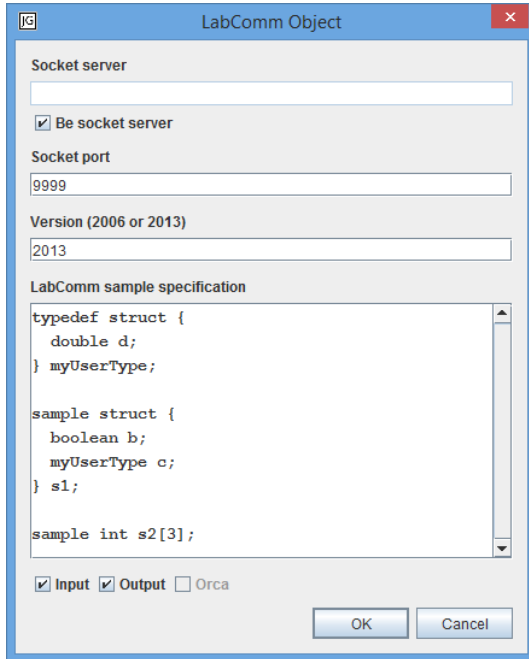 JG LabComm Object
Socket server
Be socket server
Socket port
9999
Version (2006 or 2013)
2013
LabComm sample specification
typedef struct {
  double d;
} myUserType;

sample struct {
  boolean b;
  myUserType c;
} s1;

sample int s2[3];
Input Output Orca
OK Cancel